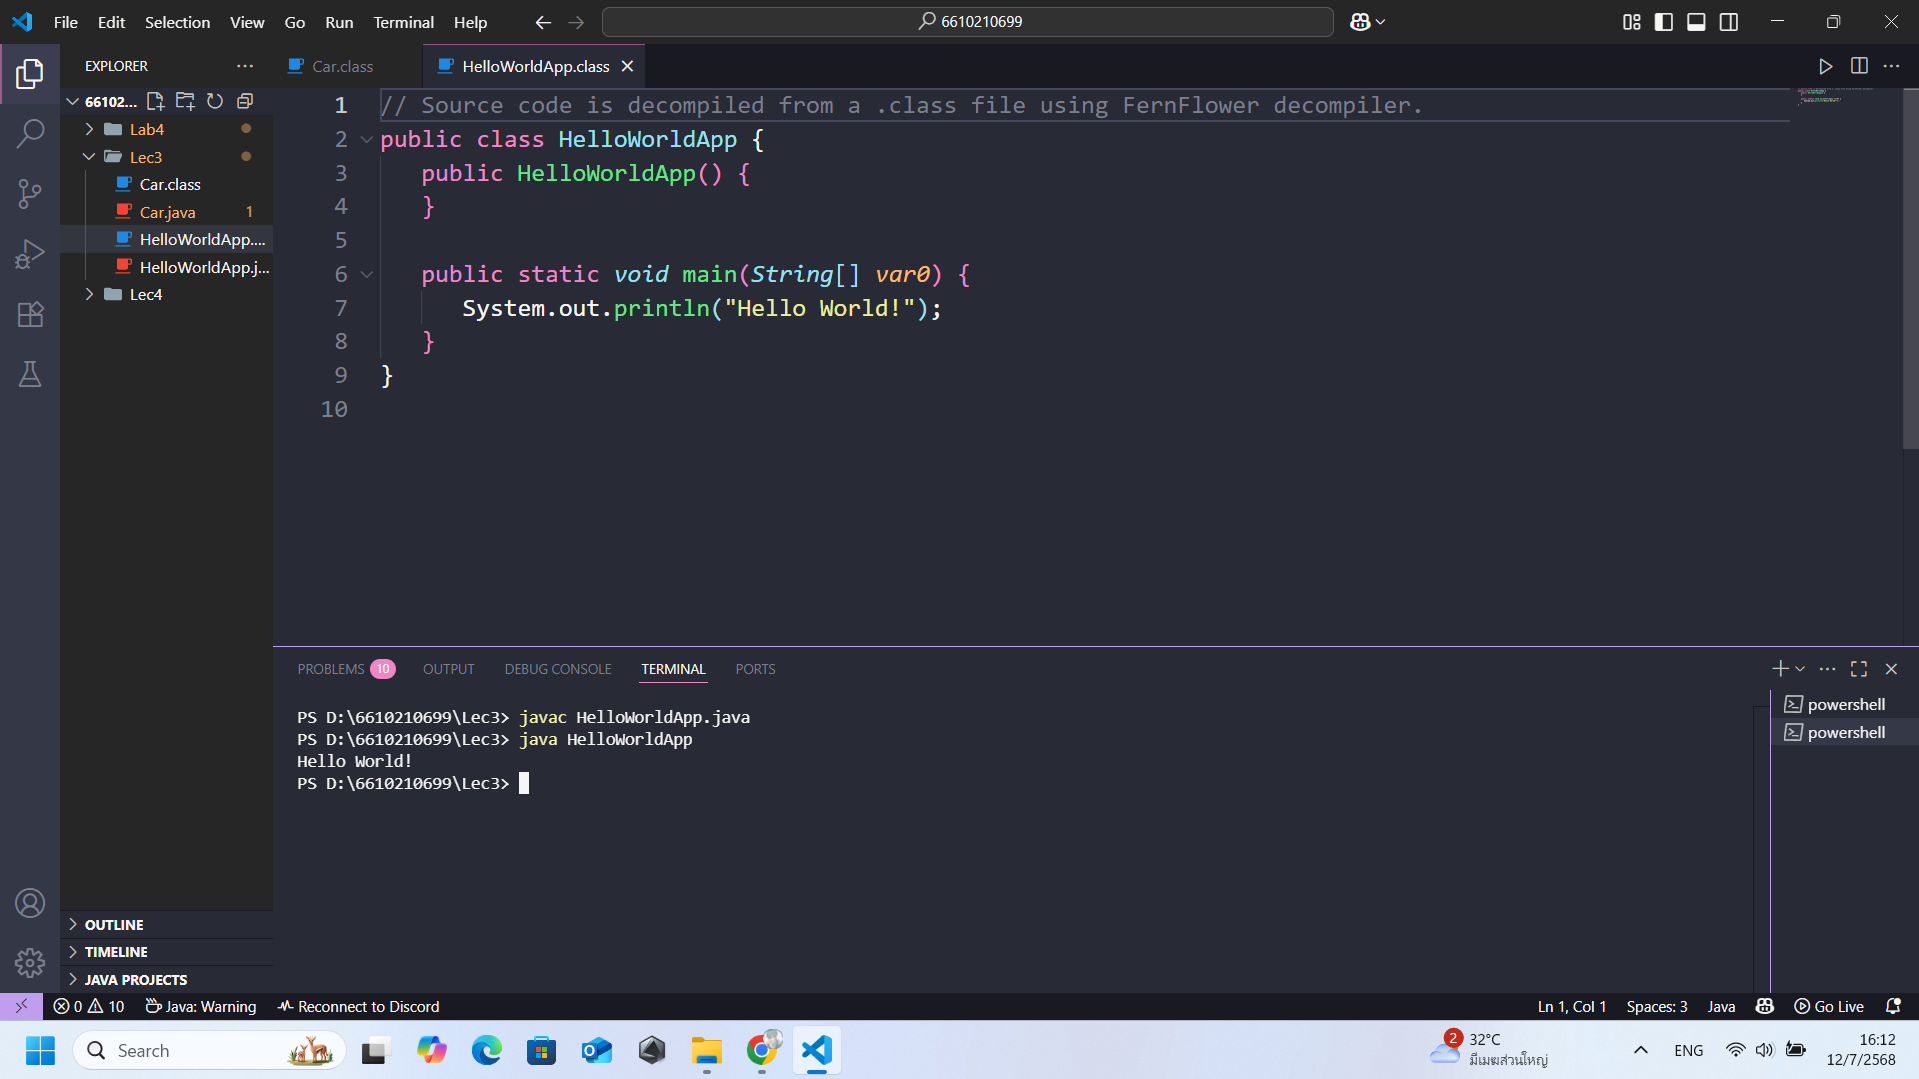 File Edit Selection View Go Run Terminal Help
6610210699
EXPLORER
66102...
Lab4
Lec3
Car.class
Car.java 1
HelloWorldApp....
HelloWorldApp.j...
Lec4
OUTLINE
TIMELINE
JAVA PROJECTS
Car.class
HelloWorldApp.class
1 // Source code is decompiled from a .class file using FernFlower decompiler.
2 public class HelloWorldApp {
3 public HelloWorldApp() {
4 }
5
6 public static void main(String[] var0) {
7 System.out.println("Hello World!");
8 }
9 }
10
PROBLEMS 10 OUTPUT DEBUG CONSOLE TERMINAL PORTS
PS D:\6610210699\Lec3> javac HelloWorldApp.java
PS D:\6610210699\Lec3> java HelloWorldApp
Hello World!
PS D:\6610210699\Lec3>
powershell
powershell
0 10 Java: Warning Reconnect to Discord
Ln 1, Col 1 Spaces: 3 Java Go Live
Search
2
32°C
มีเมฆส่วนใหญ่
ENG
16:12
12/7/2568